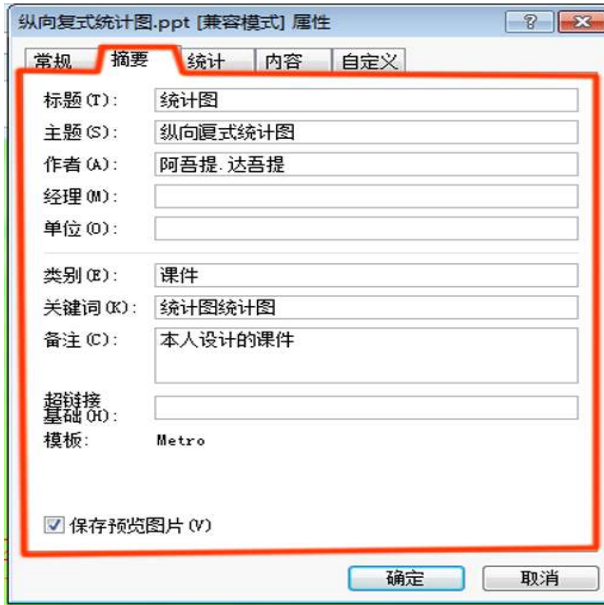 纵向复式统计图.ppt [兼容模式] 属性
常规 摘要 统计 内容 自定义
标题(T): 统计图
主题(S): 纵向复式统计图
作者(A): 阿吾提.达吾提
经理(M):
单位(O):
类别(E): 课件
关键词(K): 统计图统计图
备注(C): 本人设计的课件
超链接
基础(H):
模板: Metro
保存预览图片(V)
确定 取消